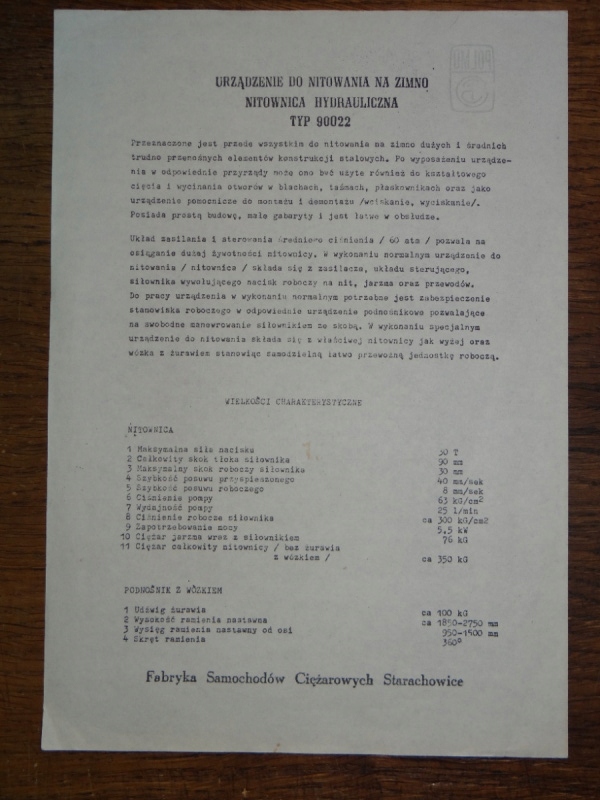 URZĄDZENIE DO NITOWANIA NA ZIMNO
NITOWNICA HYDRAULICZNA
TYP 90022
Przeznaczone jest przede wszystkim do nitowania na zimno dużych i średnich
trudno przenośnych elementów konstrukcji stalowych. Po wyposażaniu urządze-
nia w odpowiednie przyrządy może ono być użyte również do kształtowego
cięcia i wycinania otworów w blachach, taśmach, płaskownikach oraz jako
urządzenie pomocnicze do montażu i demontażu /wciskanie, wyciskanie/.
Posiada prostą budowę, małe gabaryty i jest łatwe w obsłudze.
Układ zasilania i sterowania średniego ciśnienia / 60 ata / pozwala na
osiąganie dużej żywotności nitownicy. W wykonaniu normalnym urządzenie do
nitowania / nitownica / składa się z zasilacza, układu sterującego,
siłownika wywołującego nacisk roboczy na nit, jarzma oraz przewodów.
Do pracy urządzenia w wykonaniu normalnym potrzebne jest zabezpieczenie
stanowiska roboczego w odpowiednie urządzenie podnośnikowe pozwalające
na swobodne manewrowanie siłownikiem ze skobą. W wykonaniu specjalnym
urządzenie do nitowania składa się z właściwej nitownicy jak wyżej oraz
wózka z żurawiem stanowiąc samodzielną łatwo przewoźną jednostkę roboczą.
WIELKOŚCI CHARAKTERYSTYCZNE
NITOWNICA
1 Maksymalna siła nacisku 30 T
2 Całkowity skok tłoka siłownika 90 mm
3 Maksymalny skok roboczy siłownika 30 mm
4 Szybkość posuwu przyspieszonego 40 mm/sek
5 Szybkość posuwu roboczego 8 mm/sek
6 Ciśnienie pompy 63 kG/cm²
7 Wydajność pompy 25 l/min
8 Ciśnienie robocze siłownika ca 300 kG/cm2
9 Zapotrzebowanie mocy 5,5 kW
10 Ciężar jarzma wraz z siłownikiem 76 kG
11 Ciężar całkowity nitownicy / bez żurawia
z wózkiem / ca 350 kG
PODNOŚNIK Z WÓZKIEM
1 Udźwig żurawia ca 100 kG
2 Wysokość ramienia nastawna ca 1850-2750 mm
3 Wysięg ramienia nastawny od osi 950-1500 mm
4 Skręt ramienia 360°
Fabryka Samochodów Ciężarowych Starachowice